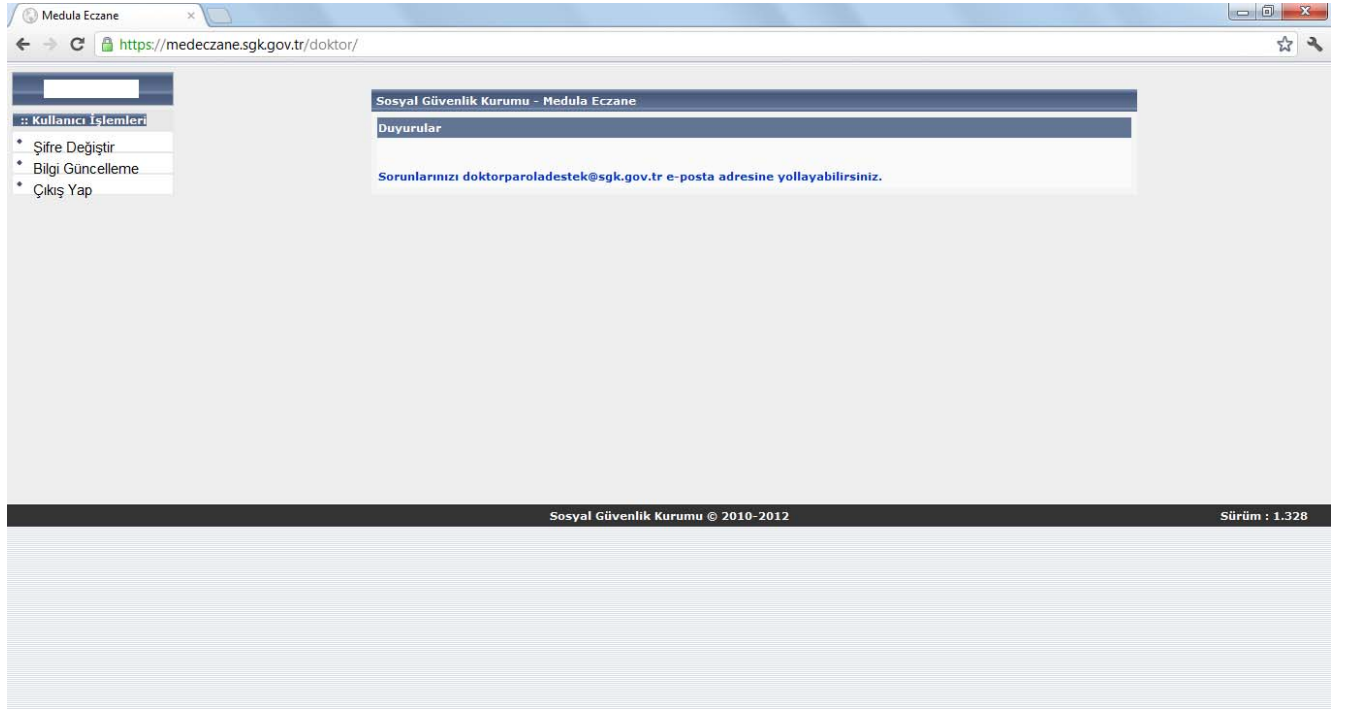 Medula Eczane
https://medeczane.sgk.gov.tr/doktor/
Sosyal Güvenlik Kurumu - Medula Eczane
:: Kullanıcı İşlemleri
Duyurular
Şifre Değiştir
Bilgi Güncelleme
Çıkış Yap
Sorunlarınızı doktorparoladestek@sgk.gov.tr e-posta adresine yollayabilirsiniz.
Sosyal Güvenlik Kurumu © 2010-2012
Sürüm : 1.328